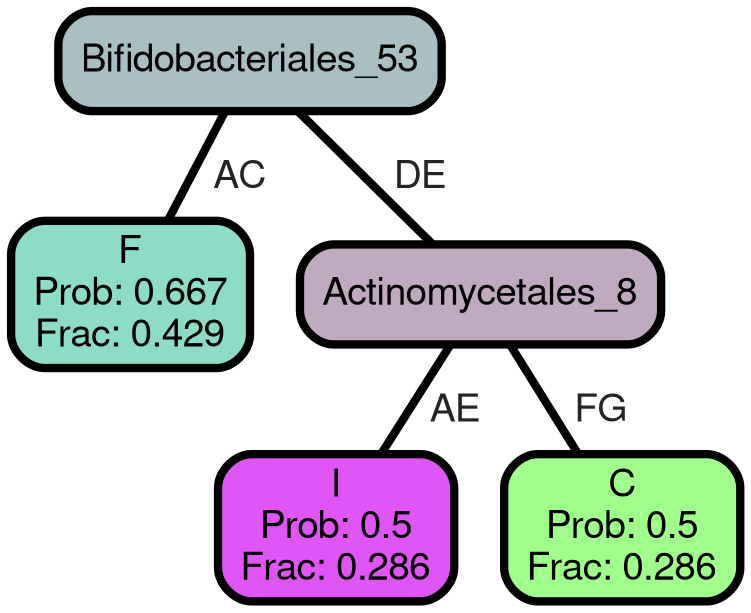 Bifidobacteriales_53
AC
DE
F
Prob: 0.667
Frac: 0.429
Actinomycetales_8
AE
FG
I
Prob: 0.5
Frac: 0.286
C
Prob: 0.5
Frac: 0.286